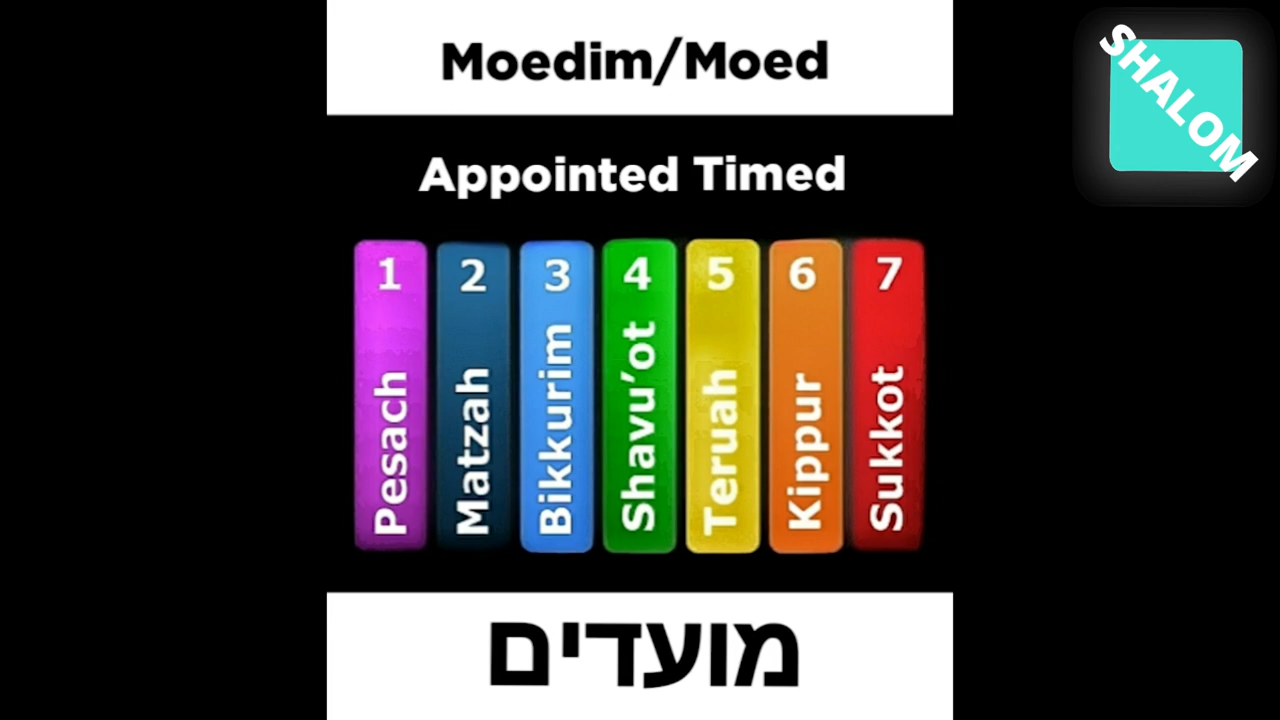 Moedim/Moed
SHALOM
Appointed Timed
1 Pesach
2 Matzah
3 Bikkurim
4 Shavu’ot
5 Teruah
6 Kippur
7 Sukkot
מועדים